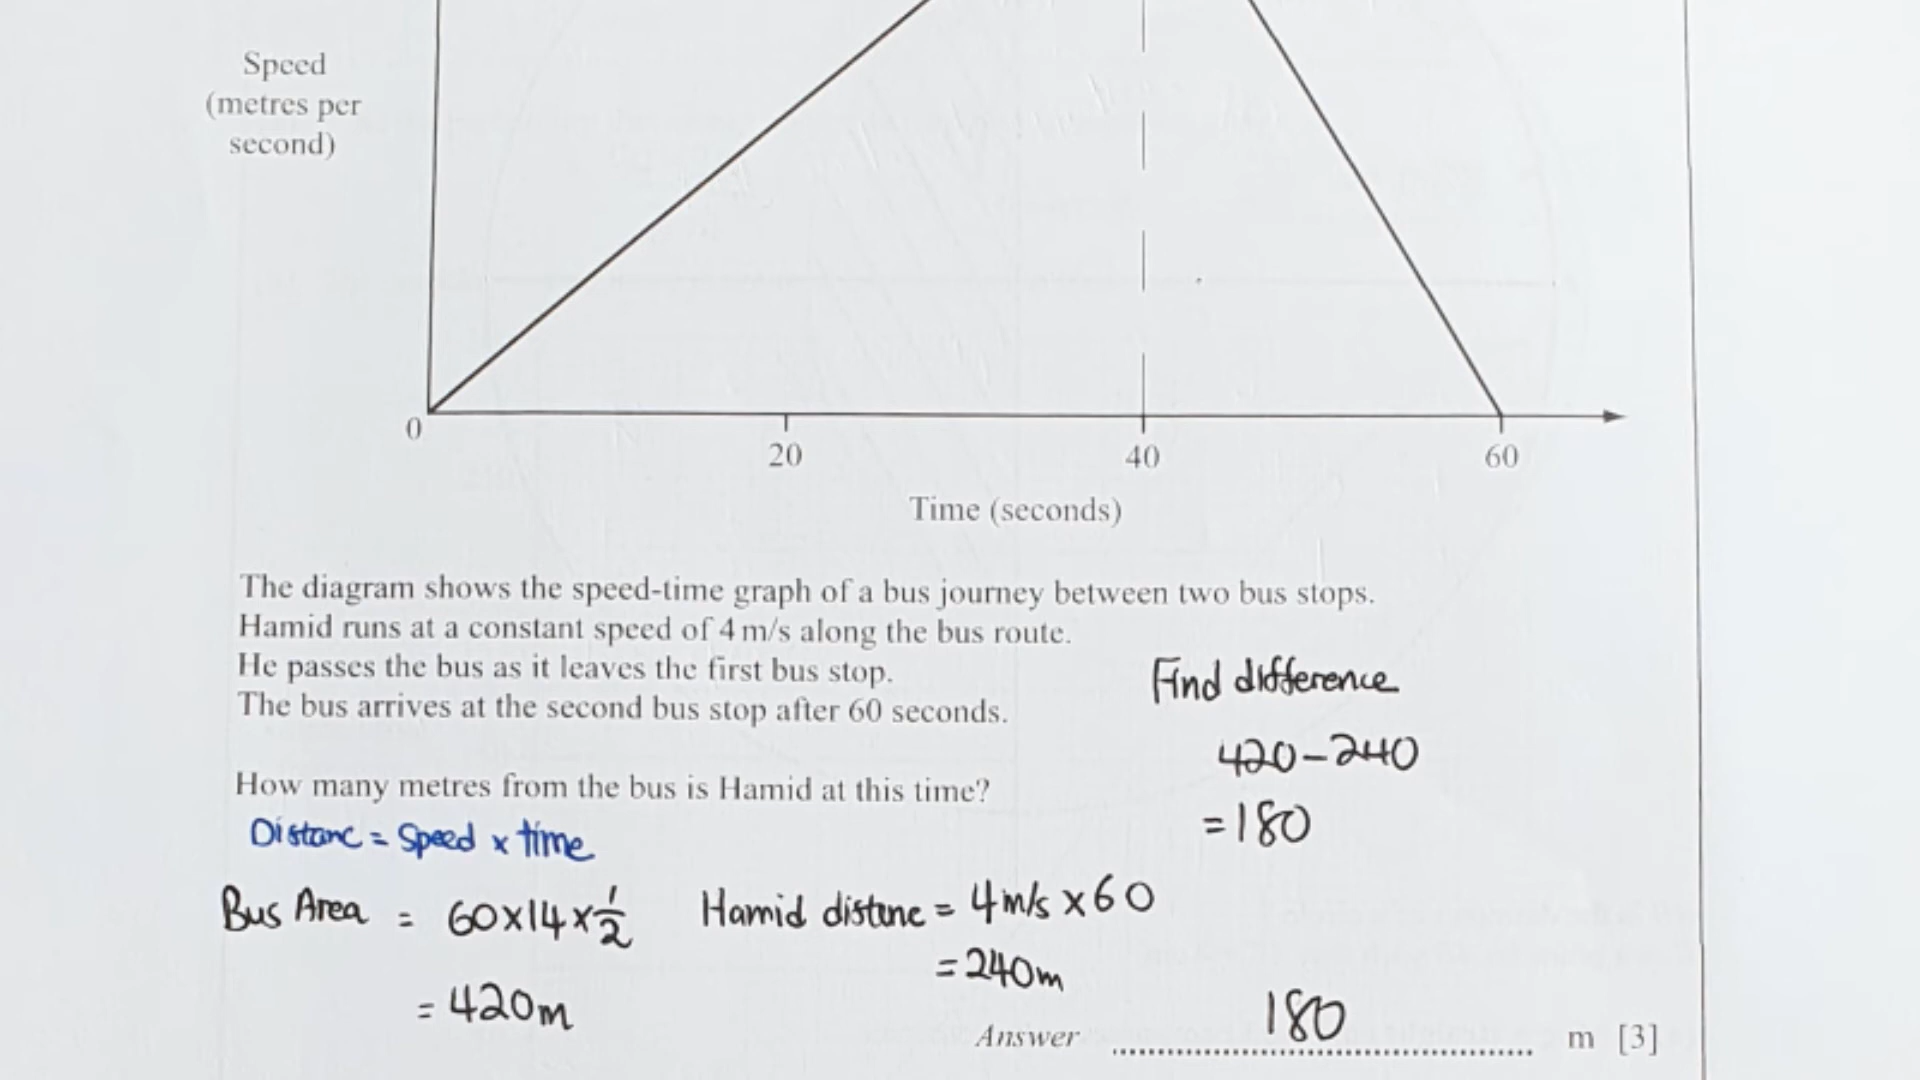 Speed
(metres per
second)
0
20
40
60
Time (seconds)
The diagram shows the speed-time graph of a bus journey between two bus stops.
Hamid runs at a constant speed of 4 m/s along the bus route.
He passes the bus as it leaves the first bus stop.
The bus arrives at the second bus stop after 60 seconds.
Find difference
420-240
=180
How many metres from the bus is Hamid at this time?
Distanc = Speed x time
Bus Area = 60x14x1/2
= 420m
Hamid distanc = 4m/s x60
=240m
Answer 180 m [3]